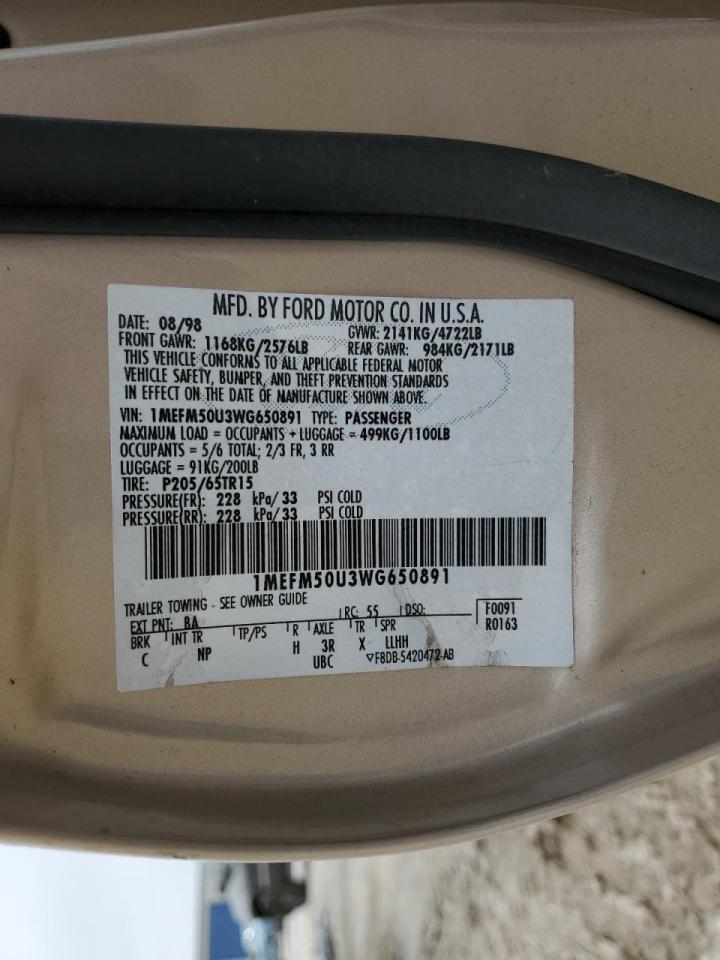 MFD. BY FORD MOTOR CO. IN U.S.A.
DATE: 08/98 GVWR: 2141KG/4722LB
FRONT GAWR: 1168KG/2576LB REAR GAWR: 984KG/2171LB
THIS VEHICLE CONFORMS TO ALL APPLICABLE FEDERAL MOTOR
VEHICLE SAFETY, BUMPER, AND THEFT PREVENTION STANDARDS
IN EFFECT ON THE DATE OF MANUFACTURE SHOWN ABOVE.
VIN: 1MEFM50U3WG650891 TYPE: PASSENGER
MAXIMUM LOAD = OCCUPANTS + LUGGAGE = 499KG/1100LB
OCCUPANTS = 5/6 TOTAL; 2/3 FR, 3 RR
LUGGAGE = 91KG/200LB
TIRE: P205/65TR15
PRESSURE(FR): 228 kPa/33 PSI COLD
PRESSURE(RR): 228 kPa/33 PSI COLD
1MEFM50U3WG650891
TRAILER TOWING - SEE OWNER GUIDE
EXT PNT: BA RC: 55 DSO: F0091
BRK INT TR TP/PS R AXLE TR SPR R0163
C NP H 3R X LLHH
UBC ▽F8DB-5420472-AB